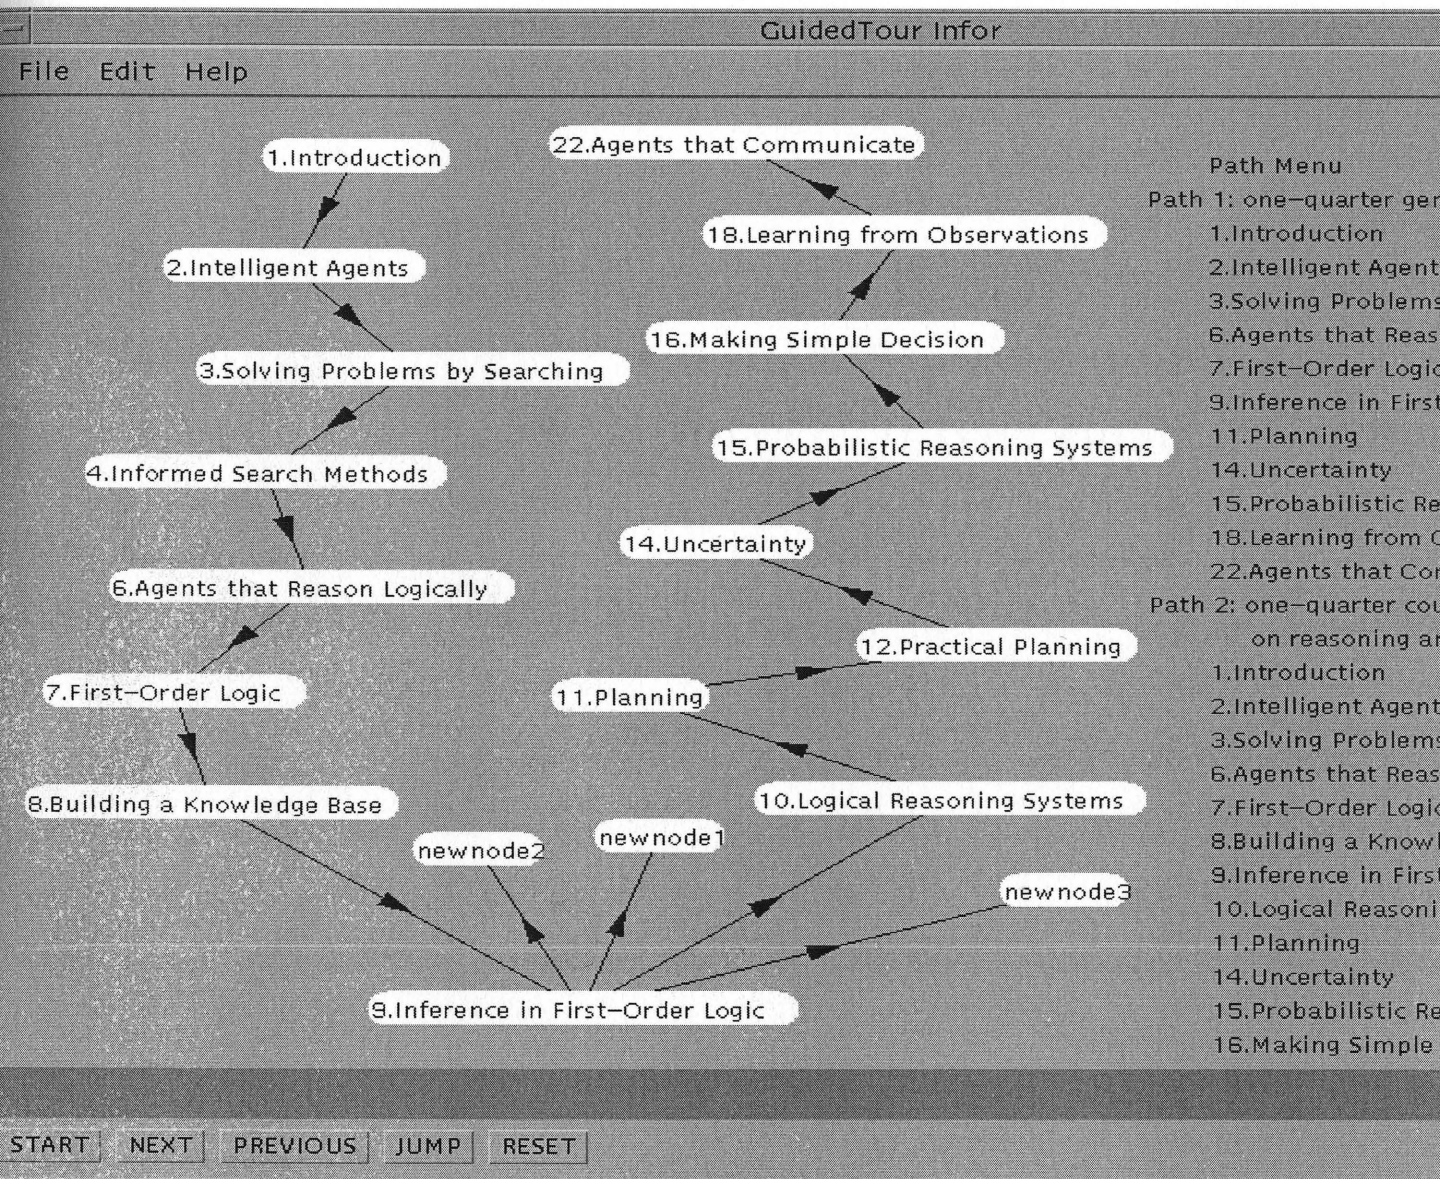 GuidedTour Infor
File Edit Help
1.Introduction
2.Intelligent Agents
3.Solving Problems by Searching
4.Informed Search Methods
6.Agents that Reason Logically
7.First-Order Logic
8.Building a Knowledge Base
9.Inference in First-Order Logic
newnode2
newnode1
newnode3
10.Logical Reasoning Systems
11.Planning
12.Practical Planning
14.Uncertainty
15.Probabilistic Reasoning Systems
16.Making Simple Decision
18.Learning from Observations
22.Agents that Communicate
Path Menu
Path 1: one-quarter ger
1.Introduction
2.Intelligent Agent
3.Solving Problems
6.Agents that Reas
7.First-Order Logic
9.Inference in First
11.Planning
14.Uncertainty
15.Probabilistic Re
18.Learning from O
22.Agents that Cor
Path 2: one-quarter cou
on reasoning ar
1.Introduction
2.Intelligent Agent
3.Solving Problems
6.Agents that Reas
7.First-Order Logic
8.Building a Knowl
9.Inference in First
10.Logical Reasoni
11.Planning
14.Uncertainty
15.Probabilistic Re
16.Making Simple
START NEXT PREVIOUS JUMP RESET